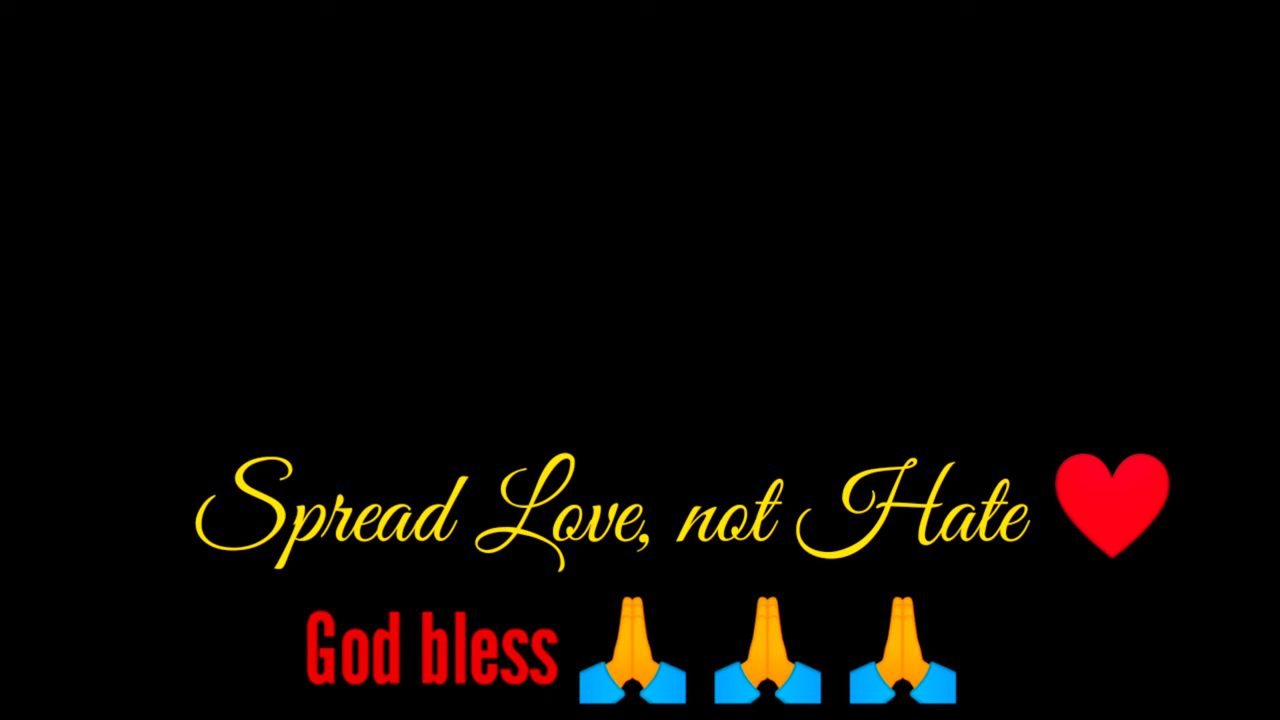 Spread Love, not Hate ❤️
God bless 🙏 🙏 🙏